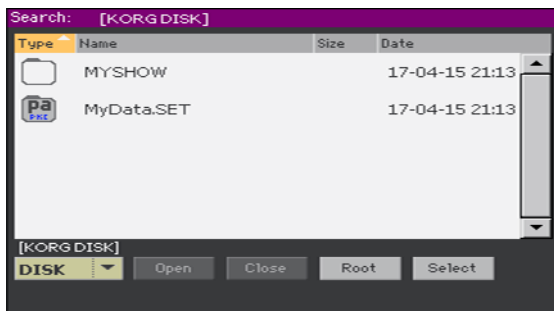 Search: [KORG DISK]
Type Name Size Date
MYSHOW 17-04-15 21:13
pa PKG MyData.SET 17-04-15 21:13
[KORG DISK]
DISK Open Close Root Select